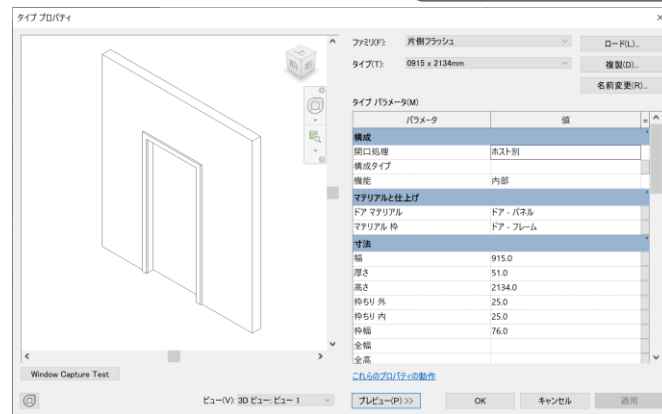 タイプ プロパティ
ファミリ(F): 片側フラッシュ ロード(L)...
タイプ(T): 0915 x 2134mm 複製(D)...
名前変更(R)...
タイプ パラメータ(M)
パラメータ 値 =
構成
開口処理 ホスト別
構成タイプ
機能 内部
マテリアルと仕上げ
ドア マテリアル ドア - パネル
マテリアル 枠 ドア - フレーム
寸法
幅 915.0
厚さ 51.0
高さ 2134.0
枠ちり 外 25.0
枠ちり 内 25.0
枠幅 76.0
全幅
全高
Window Capture Test
これらのプロパティの動作
ビュー(V): 3D ビュー: ビュー 1 プレビュー(P) >> OK キャンセル 適用